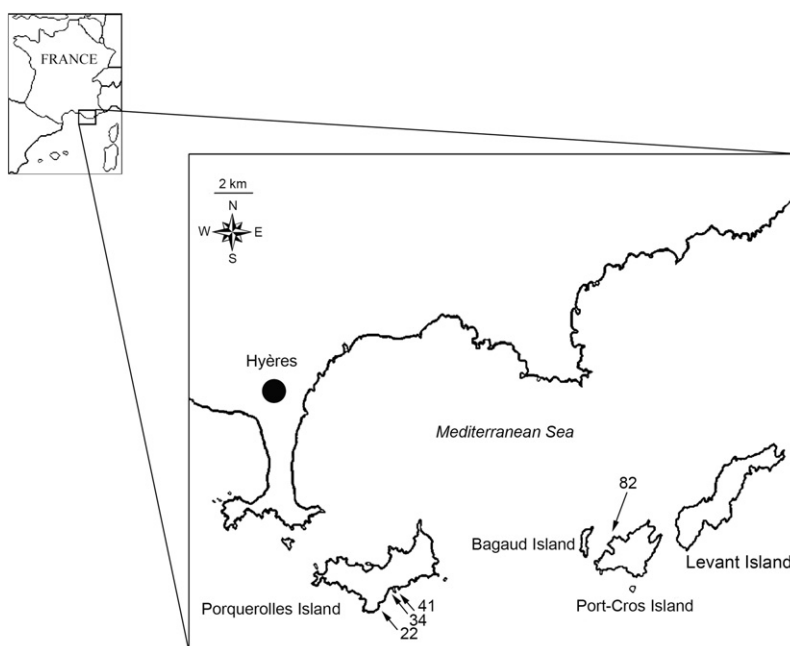 FRANCE
2 km
N
W E
S
Hyères
Mediterranean Sea
82
Bagaud Island
Levant Island
Port-Cros Island
Porquerolles Island
41
34
22